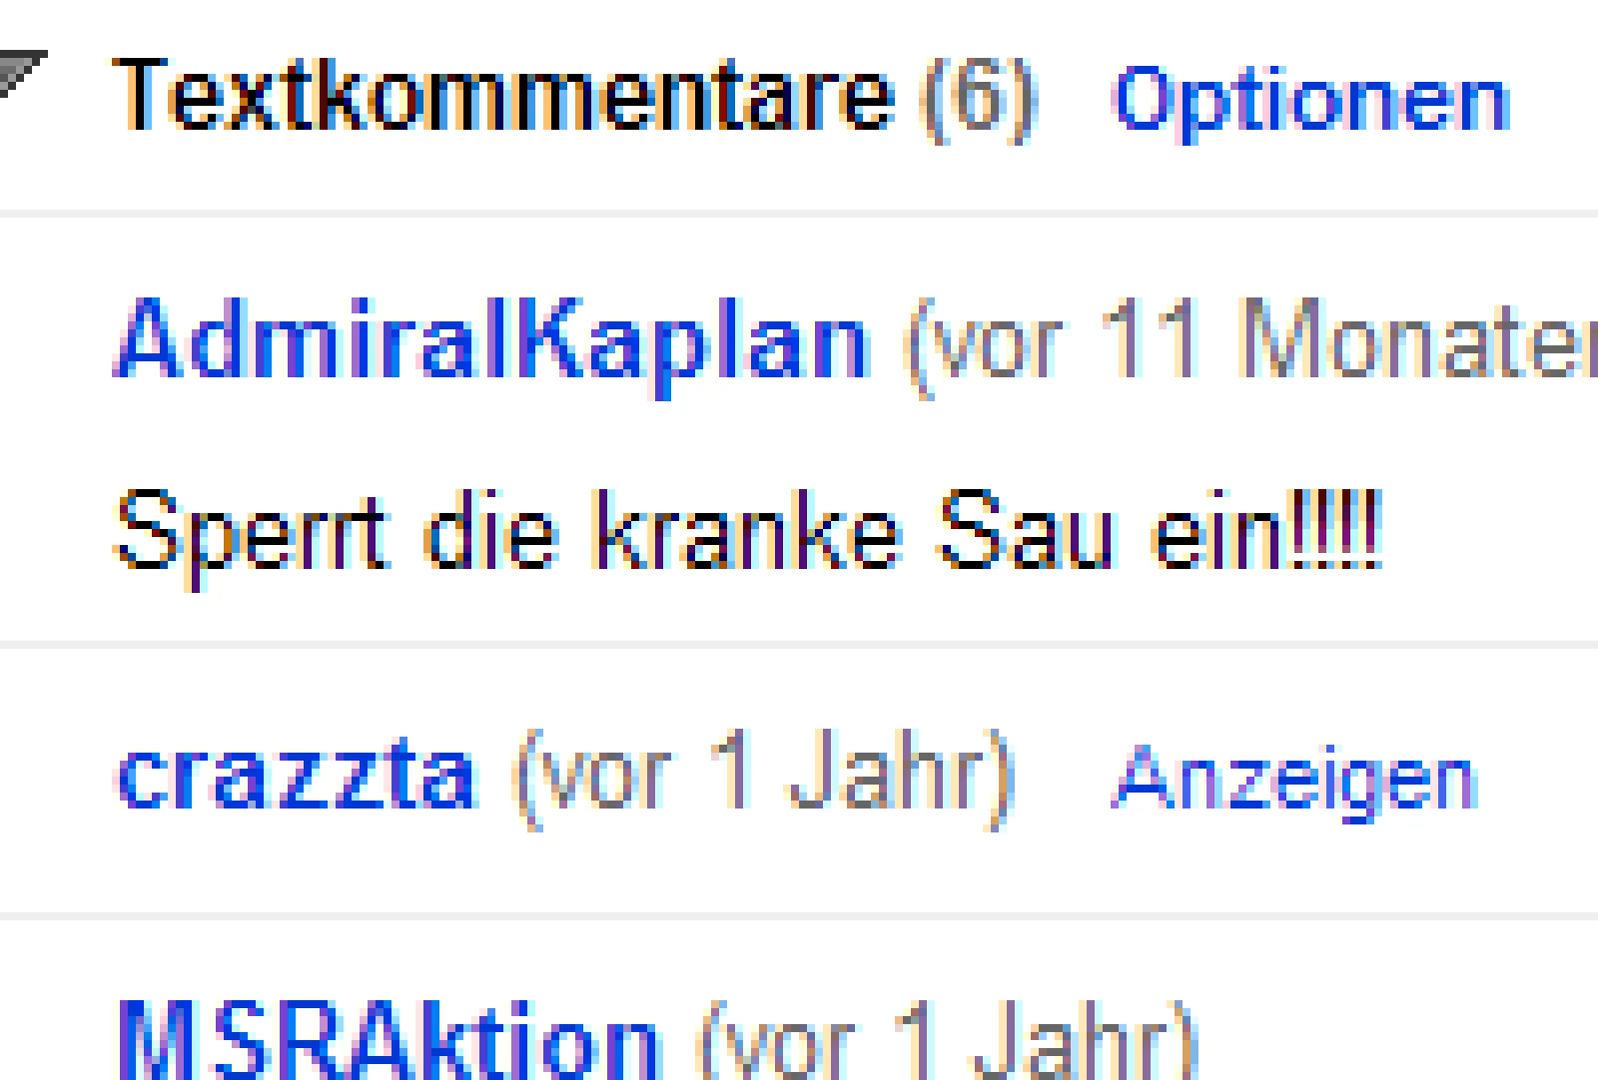 Textkommentare (6) Optionen
AdmiralKaplan (vor 11 Monaten
Sperrt die kranke Sau ein!!!!
crazzta (vor 1 Jahr) Anzeigen
MSRAktion (vor 1 Jahr)